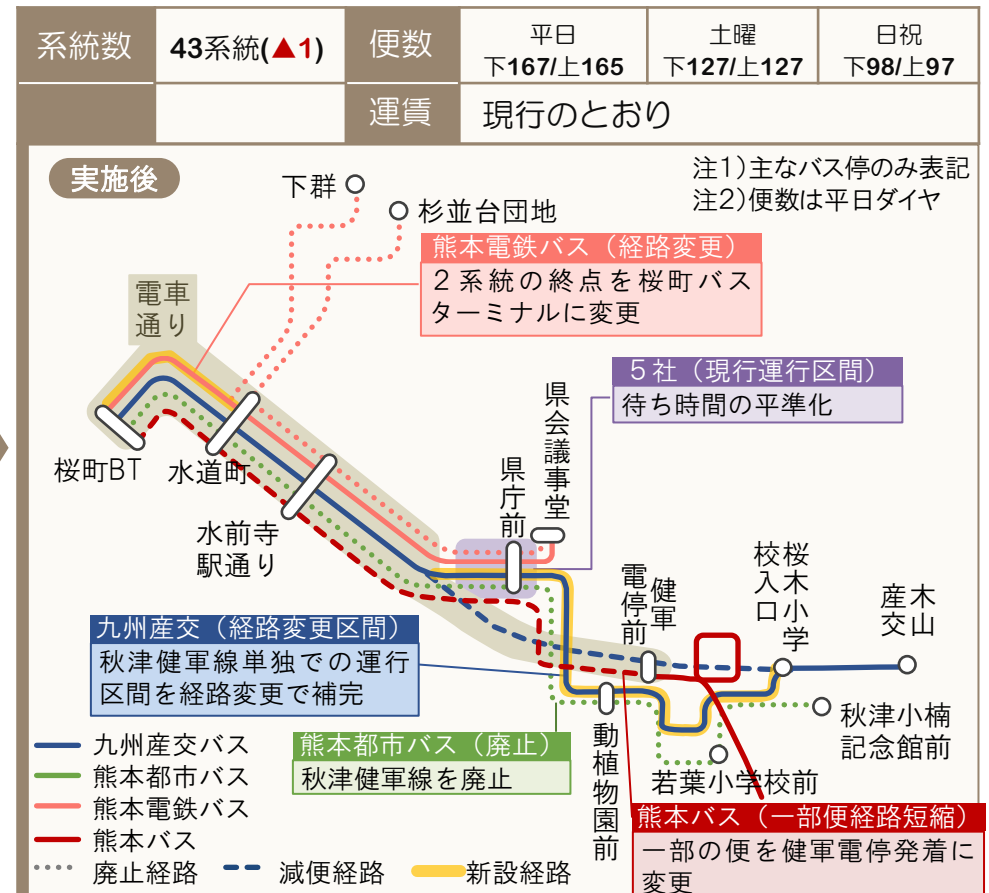 系統数
43系統(▲1)
便数
平日
下167/上165
土曜
下127/上127
日祝
下98/上97
運賃
現行のとおり
実施後
注1)主なバス停のみ表記
注2)便数は平日ダイヤ
下群
杉並台団地
熊本電鉄バス（経路変更）
2系統の終点を桜町バス
ターミナルに変更
電車
通り
5社（現行運行区間）
待ち時間の平準化
桜町BT
水道町
水前寺
駅通り
県庁前
県会議事堂
健軍
電停前
桜木小学
校入口
木山
産交
九州産交（経路変更区間）
秋津健軍線単独での運行
区間を経路変更で補完
秋津小楠
記念館前
若葉小学校前
動植物園前
熊本都市バス（廃止）
秋津健軍線を廃止
熊本バス（一部便経路短縮）
一部の便を健軍電停発着に
変更
九州産交バス
熊本都市バス
熊本電鉄バス
熊本バス
廃止経路
減便経路
新設経路